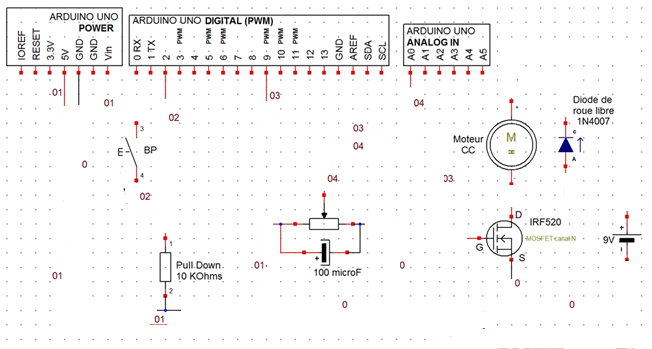 ARDUINO UNO
POWER
IOREF
RESET
3.3V
5V
GND
GND
Vin
ARDUINO UNO DIGITAL (PWM)
0 RX
1 TX
2
3 PWM
4
5 PWM
6 PWM
7
8
9 PWM
10 PWM
11 PWM
12
13
GND
AREF
SDA
SCL
ARDUINO UNO
ANALOG IN
A0
A1
A2
A3
A4
A5
01
01
03
04
02
03
04
Diode de
roue libre
1N4007
c
A
Moteur
CC
+
M
=
3
E
BP
4
0
02
04
03
D
IRF520
MOSFET canal N
G
S
+
9V
1
Pull Down
10 KOhms
2
01
01
+
100 microF
01
0
0
0
0